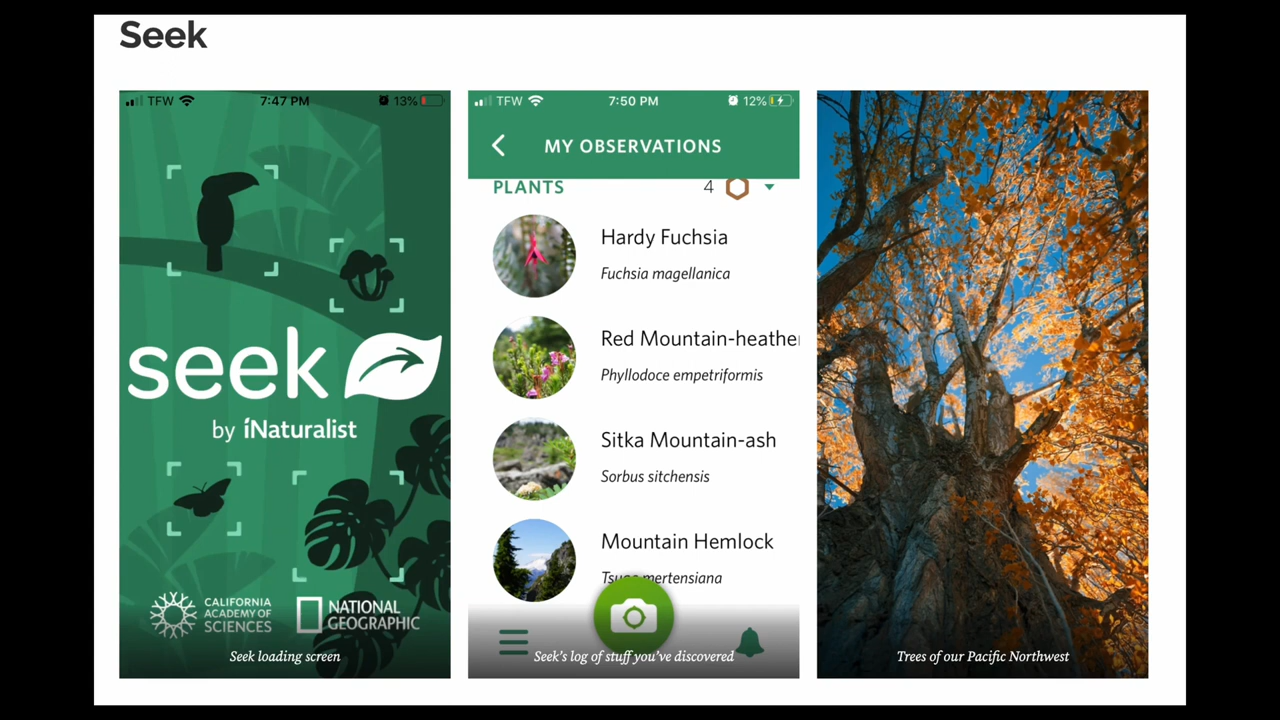 Seek
TFW 7:47 PM 13%
seek
by iNaturalist
CALIFORNIA
ACADEMY OF
SCIENCES
NATIONAL
GEOGRAPHIC
Seek loading screen
TFW 7:50 PM 12%
MY OBSERVATIONS
PLANTS 4
Hardy Fuchsia
Fuchsia magellanica
Red Mountain-heather
Phyllodoce empetriformis
Sitka Mountain-ash
Sorbus sitchensis
Mountain Hemlock
Tsuga mertensiana
Seek's log of stuff you've discovered
Trees of our Pacific Northwest